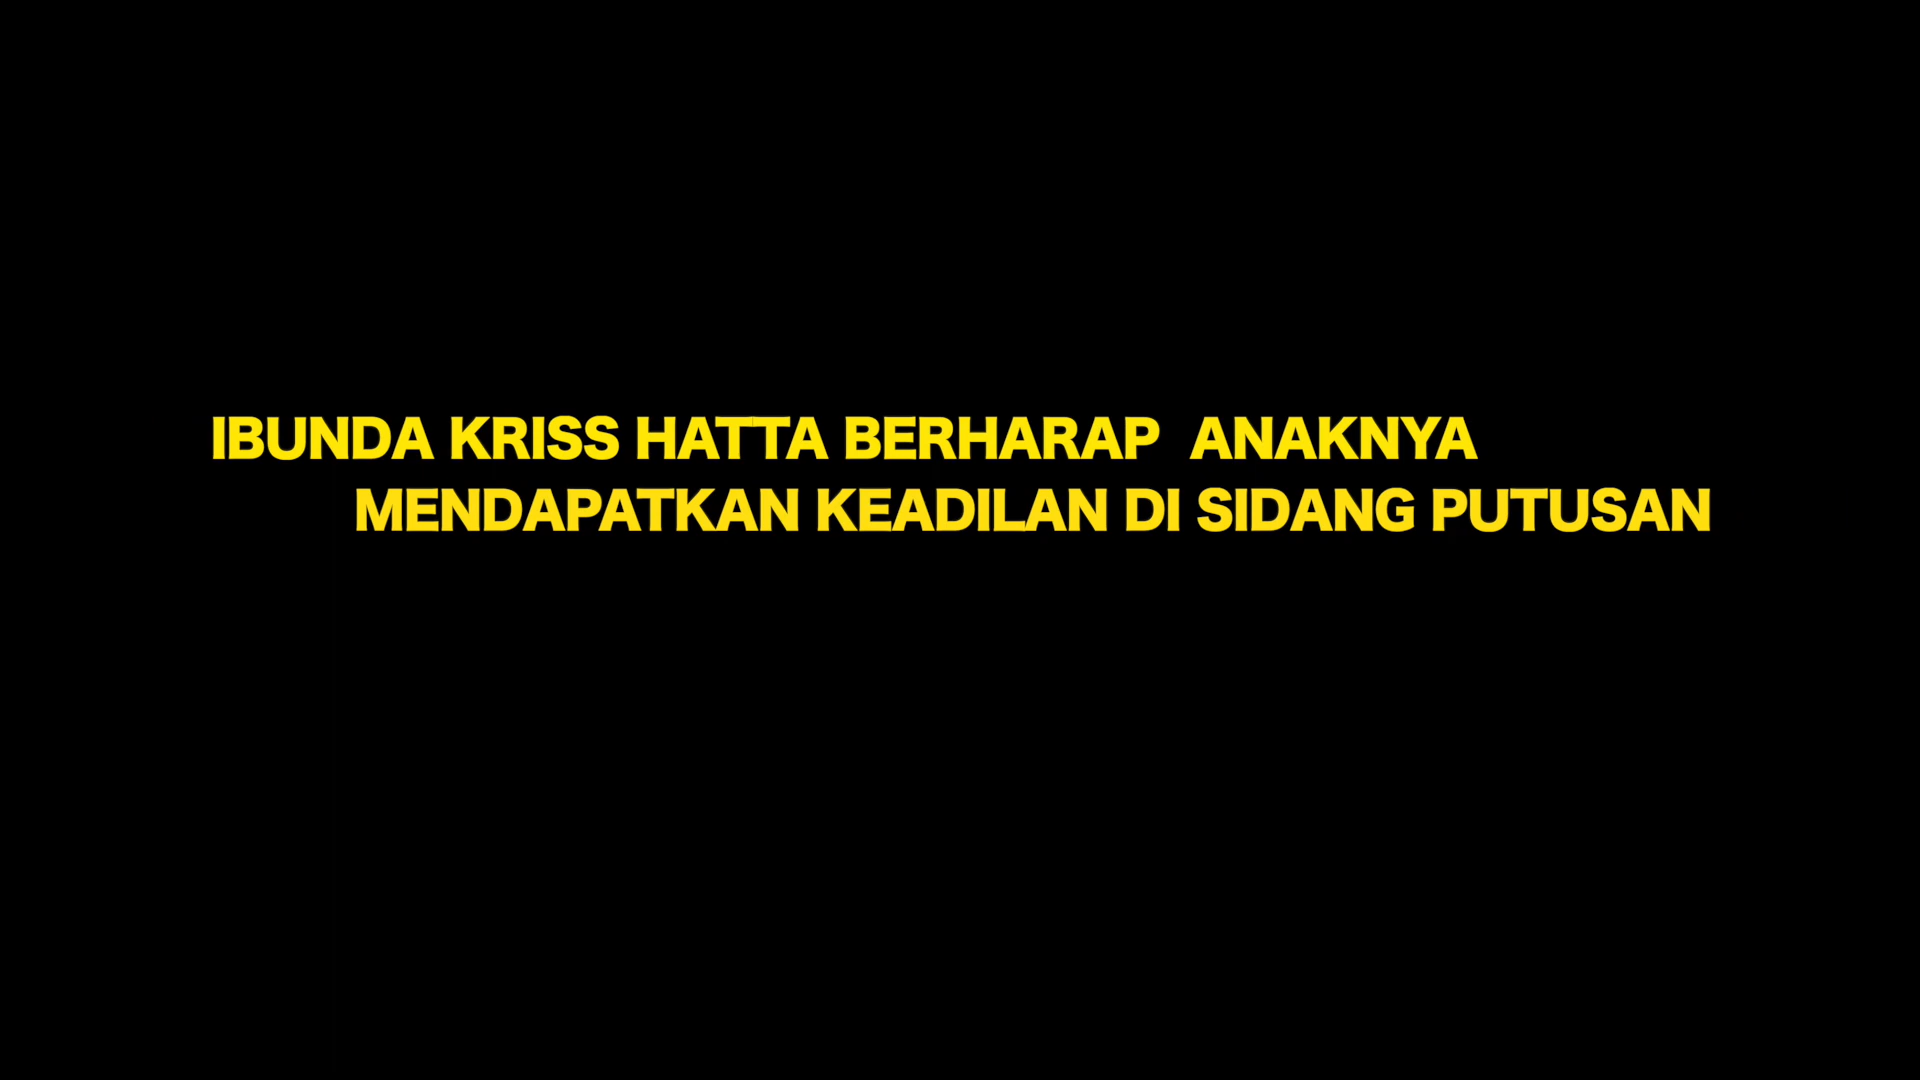 IBUNDA KRISS HATTA BERHARAP  ANAKNYA
MENDAPATKAN KEADILAN DI SIDANG PUTUSAN